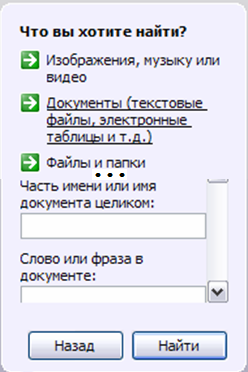 Что вы хотите найти?
Изображения, музыку или
видео
Документы (текстовые
файлы, электронные
таблицы и т.д.)
Файлы и папки
...
Часть имени или имя
документа целиком:
Слово или фраза в
документе:
Назад
Найти